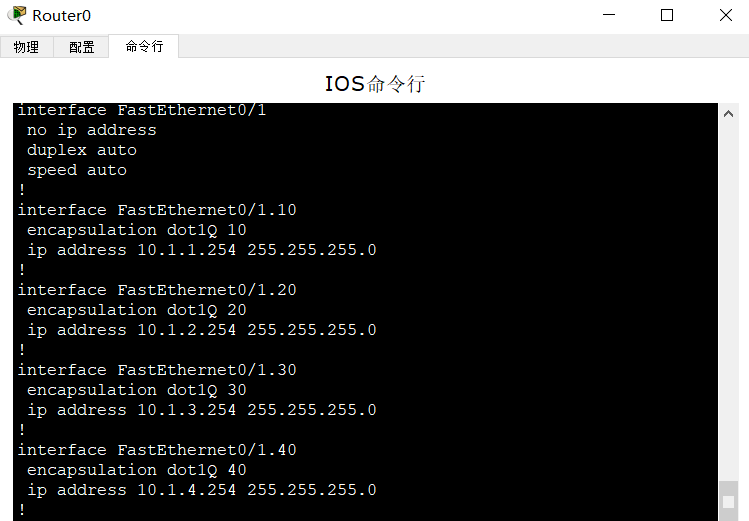 Router0
物理 配置 命令行
IOS命令行
interface FastEthernet0/1
no ip address
duplex auto
speed auto
!
interface FastEthernet0/1.10
encapsulation dot1Q 10
ip address 10.1.1.254 255.255.255.0
!
interface FastEthernet0/1.20
encapsulation dot1Q 20
ip address 10.1.2.254 255.255.255.0
!
interface FastEthernet0/1.30
encapsulation dot1Q 30
ip address 10.1.3.254 255.255.255.0
!
interface FastEthernet0/1.40
encapsulation dot1Q 40
ip address 10.1.4.254 255.255.255.0
!